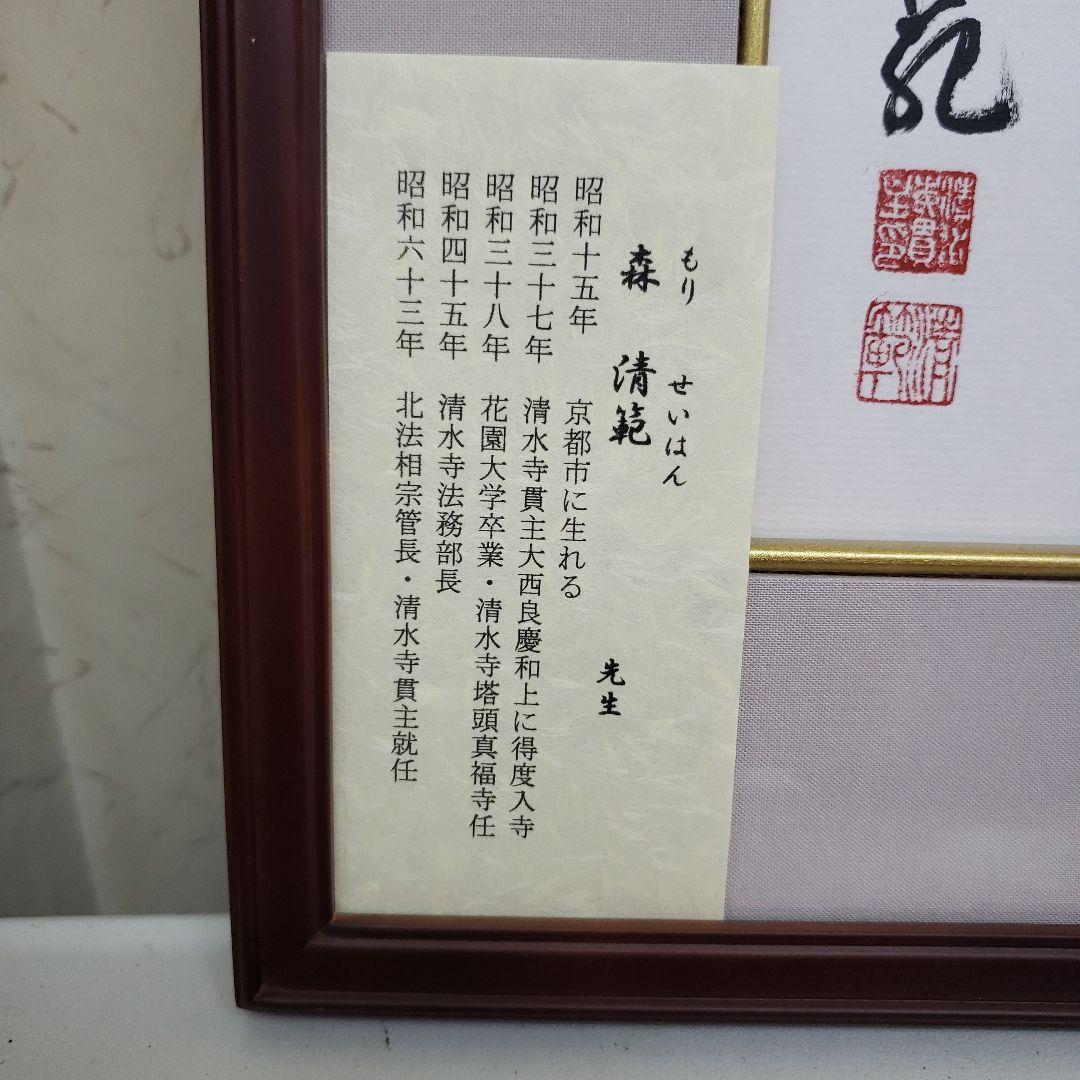 範
もり　せいはん
森　清範　先生
昭和十五年　京都市に生れる
昭和三十七年　清水寺貫主大西良慶和上に得度入寺
昭和三十八年　花園大学卒業・清水寺塔頭真福寺任
昭和四十五年　清水寺法務部長
昭和六十三年　北法相宗管長・清水寺貫主就任